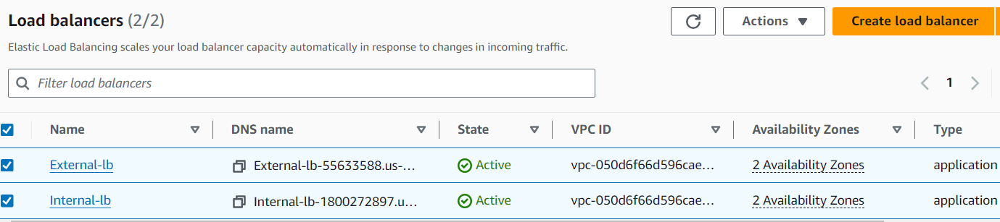 Load balancers (2/2)
Actions
Create load balancer
Elastic Load Balancing scales your load balancer capacity automatically in response to changes in incoming traffic.
Filter load balancers
1
Name DNS name State VPC ID Availability Zones Type
External-lb External-lb-55633588.us-... Active vpc-050d6f66d596cae... 2 Availability Zones application
Internal-lb Internal-lb-1800272897.u... Active vpc-050d6f66d596cae... 2 Availability Zones application